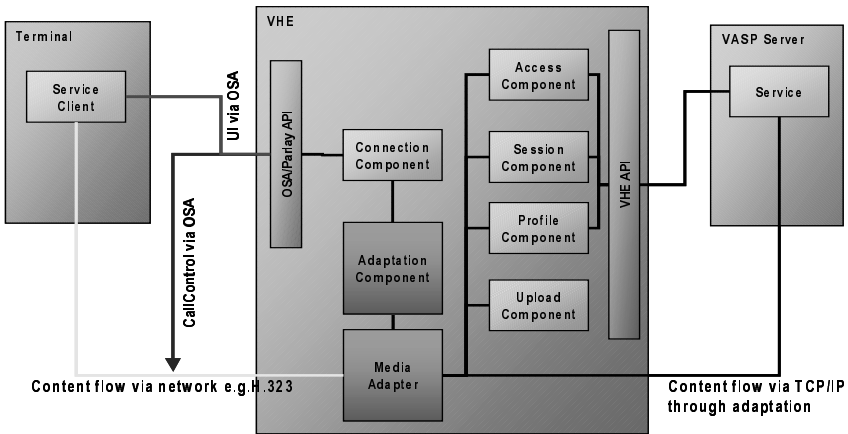 VHE
Terminal
VASP Server
Service
Client
UI via OSA
OSA/Parlay API
Connection
Component
Access
Component
Session
Component
Profile
Component
Upload
Component
VHE API
Service
CallControl via OSA
Adaptation
Component
Media
Adapter
Content flow via network e.g.H.323
Content flow via TCP/IP
through adaptation